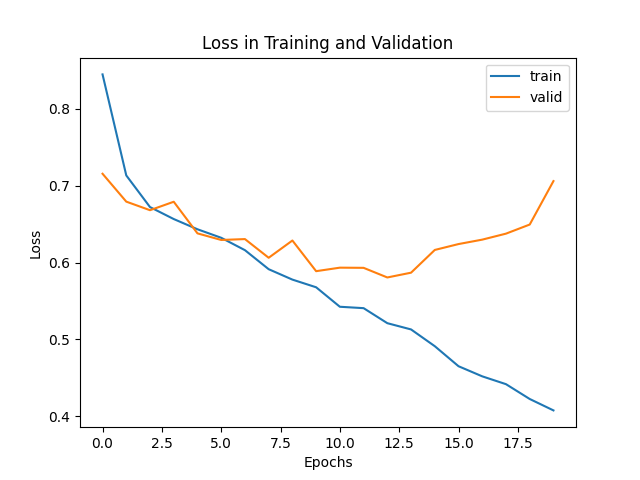 Loss in Training and Validation
train
valid
0.8
0.7
0.6
0.5
0.4
Loss
0.0 2.5 5.0 7.5 10.0 12.5 15.0 17.5
Epochs